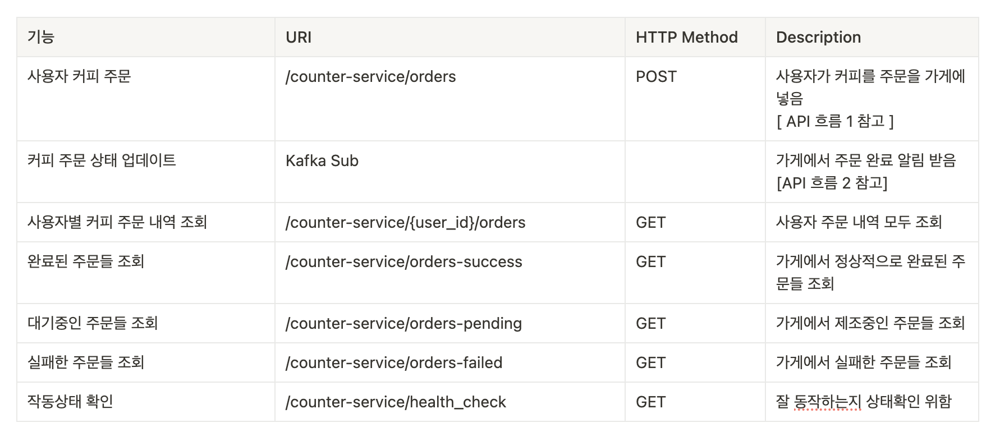 기능 URI HTTP Method Description
사용자 커피 주문 /counter-service/orders POST 사용자가 커피를 주문을 가게에
넣음
[ API 흐름 1 참고 ]
커피 주문 상태 업데이트 Kafka Sub 가게에서 주문 완료 알림 받음
[API 흐름 2 참고]
사용자별 커피 주문 내역 조회 /counter-service/{user_id}/orders GET 사용자 주문 내역 모두 조회
완료된 주문들 조회 /counter-service/orders-success GET 가게에서 정상적으로 완료된 주
문들 조회
대기중인 주문들 조회 /counter-service/orders-pending GET 가게에서 제조중인 주문들 조회
실패한 주문들 조회 /counter-service/orders-failed GET 가게에서 실패한 주문들 조회
작동상태 확인 /counter-service/health_check GET 잘 동작하는지 상태확인 위함